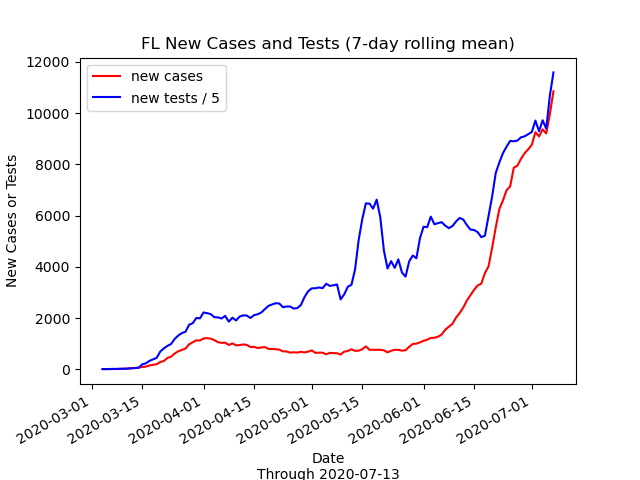 FL New Cases and Tests (7-day rolling mean)
new cases
new tests / 5
New Cases or Tests
12000
10000
8000
6000
4000
2000
0
2020-03-01
2020-03-15
2020-04-01
2020-04-15
2020-05-01
2020-05-15
2020-06-01
2020-06-15
2020-07-01
Date
Through 2020-07-13